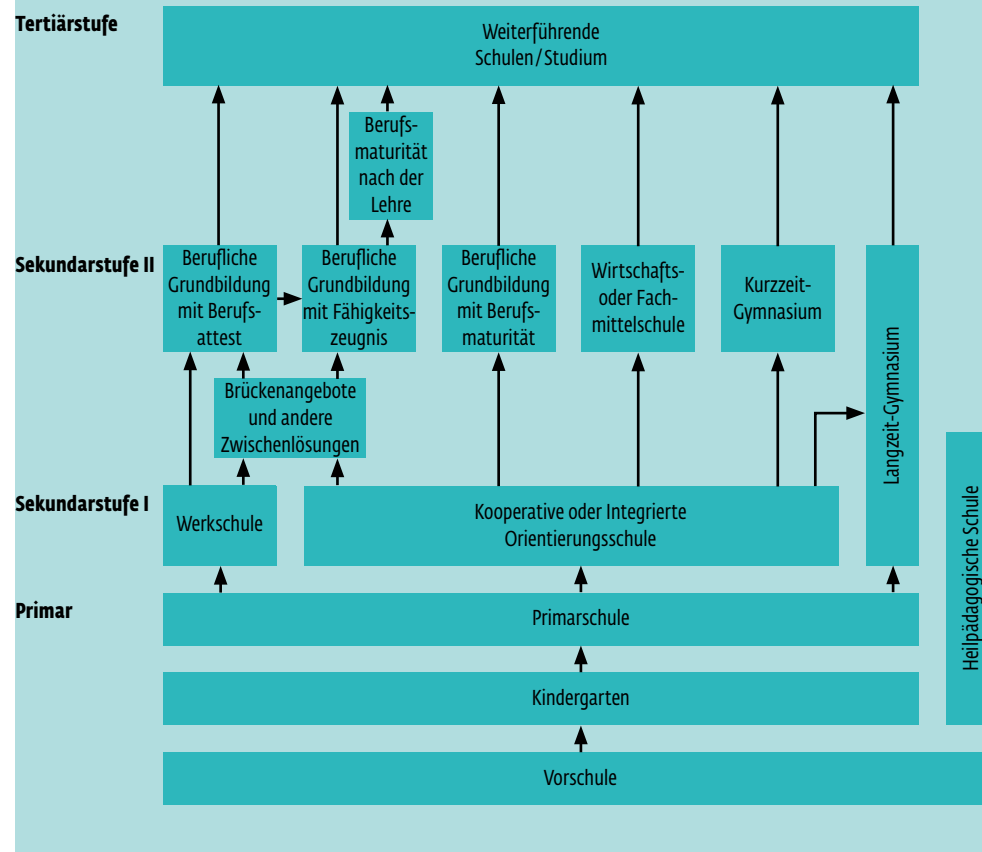 Tertiärstufe
Weiterführende
Schulen / Studium
Berufs-
maturität
nach der
Lehre
Sekundarstufe II
Berufliche
Grundbildung
mit Berufs-
attest
Berufliche
Grundbildung
mit Fähigkeits-
zeugnis
Berufliche
Grundbildung
mit Berufs-
maturität
Wirtschafts-
oder Fach-
mittelschule
Kurzzeit-
Gymnasium
Langzeit-Gymnasium
Brückenangebote
und andere
Zwischenlösungen
Sekundarstufe I
Werkschule
Kooperative oder Integrierte
Orientierungsschule
Heilpädagogische Schule
Primar
Primarschule
Kindergarten
Vorschule